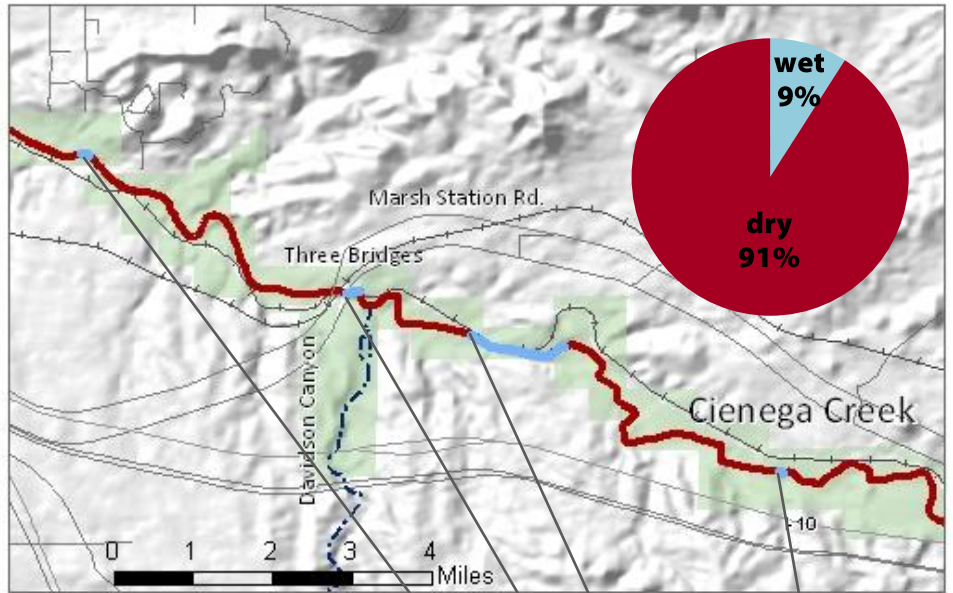 wet
9%
Marsh Station Rd.
dry
91%
Three Bridges
Davidson Canyon
Cienega Creek
-10
0 1 2 3 4
Miles